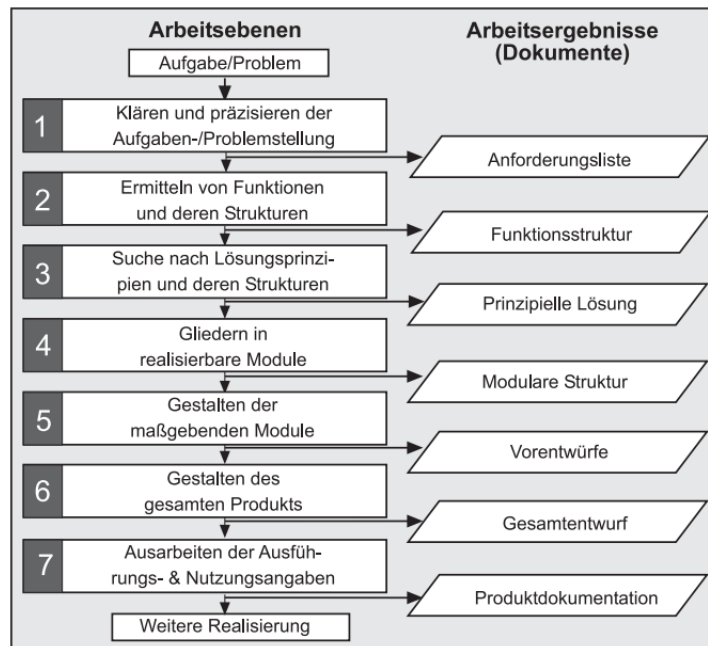 Arbeitsebenen
Arbeitsergebnisse
(Dokumente)
Aufgabe/Problem
1
Klären und präzisieren der
Aufgaben-/Problemstellung
Anforderungsliste
2
Ermitteln von Funktionen
und deren Strukturen
Funktionsstruktur
3
Suche nach Lösungsprinzi-
pien und deren Strukturen
Prinzipielle Lösung
4
Gliedern in
realisierbare Module
Modulare Struktur
5
Gestalten der
maßgebenden Module
Vorentwürfe
6
Gestalten des
gesamten Produkts
Gesamtentwurf
7
Ausarbeiten der Ausfüh-
rungs- & Nutzungsangaben
Produktdokumentation
Weitere Realisierung